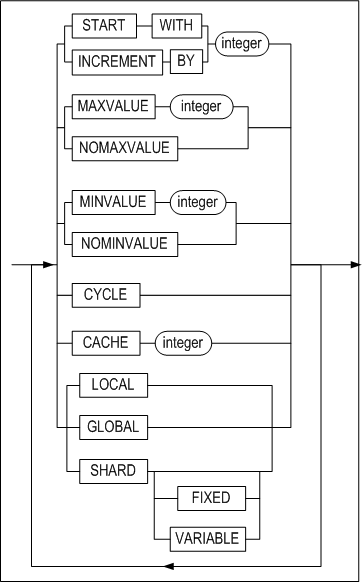 START WITH
integer
INCREMENT BY
MAXVALUE integer
NOMAXVALUE
MINVALUE integer
NOMINVALUE
CYCLE
CACHE integer
LOCAL
GLOBAL
SHARD
FIXED
VARIABLE